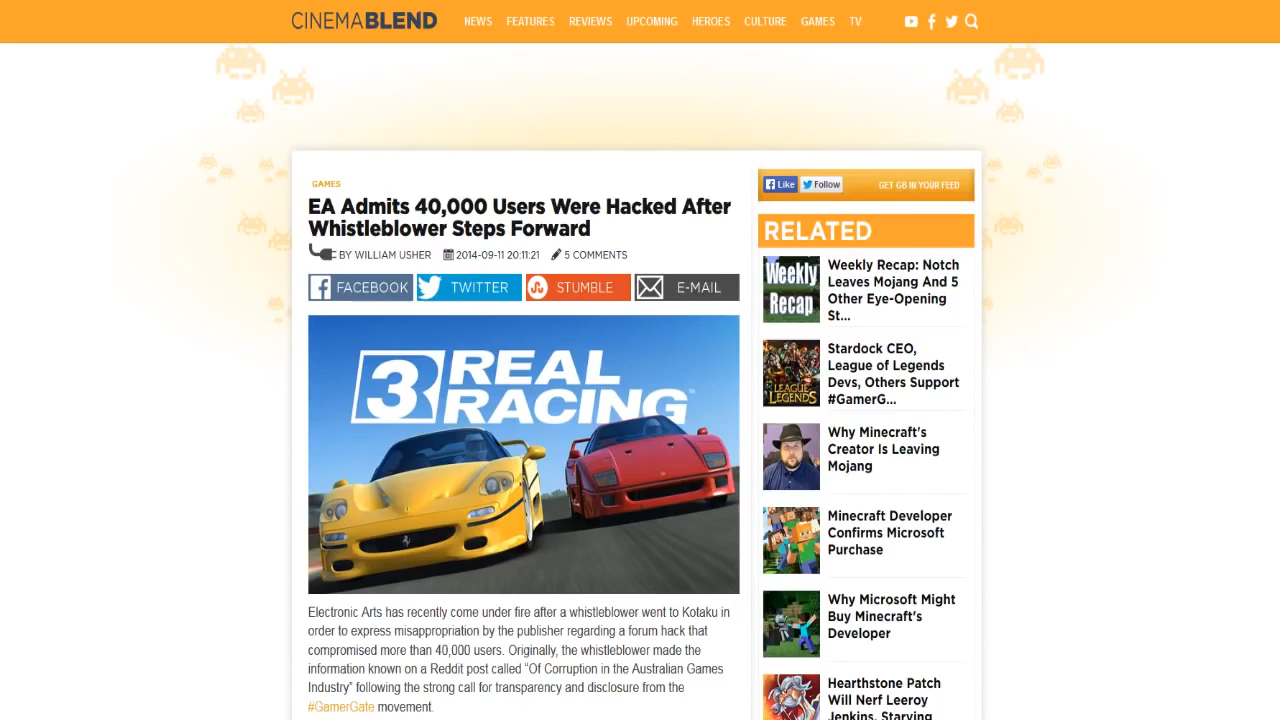 CINEMABLEND NEWS FEATURES REVIEWS UPCOMING HEROES CULTURE GAMES TV
GAMES
EA Admits 40,000 Users Were Hacked After
Whistleblower Steps Forward
BY WILLIAM USHER 2014-09-11 20:11:21 5 COMMENTS
FACEBOOK TWITTER STUMBLE E-MAIL
3 REAL
RACING™
Electronic Arts has recently come under fire after a whistleblower went to Kotaku in
order to express misappropriation by the publisher regarding a forum hack that
compromised more than 40,000 users. Originally, the whistleblower made the
information known on a Reddit post called “Of Corruption in the Australian Games
Industry” following the strong call for transparency and disclosure from the
#GamerGate movement.
Like Follow GET GB IN YOUR FEED
RELATED
Weekly
Recap
Weekly Recap: Notch
Leaves Mojang And 5
Other Eye-Opening
St...
LEAGUE
LEGENDS
Stardock CEO,
League of Legends
Devs, Others Support
#GamerG...
Why Minecraft's
Creator Is Leaving
Mojang
Minecraft Developer
Confirms Microsoft
Purchase
Why Microsoft Might
Buy Minecraft's
Developer
Hearthstone Patch
Will Nerf Leeroy
Jenkins, Starving